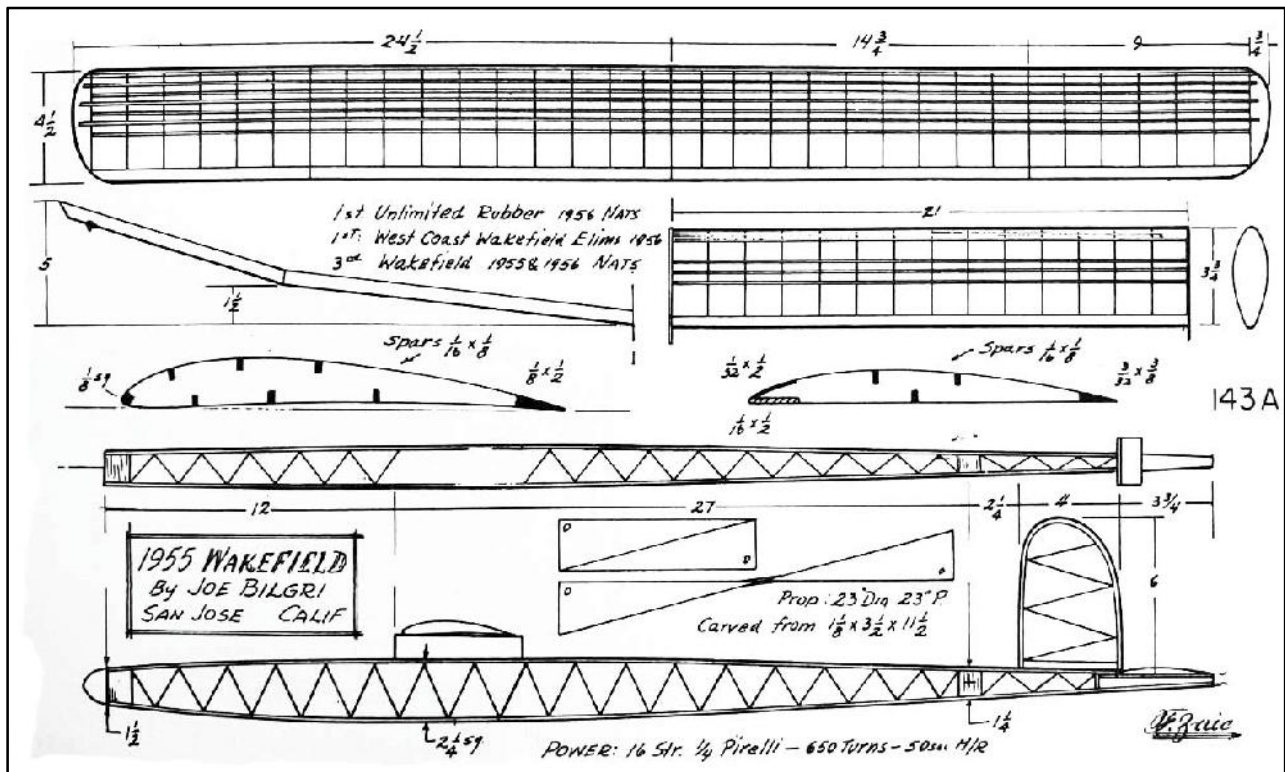 24 1/2 14 3/4 9 3/4
4 1/2
1st Unlimited Rubber 1956 NATS
1ST West Coast Wakefield Elims 1956
3rd Wakefield 1955 & 1956 NATS
5
1 1/2
21
3 3/4
Spars 1/16 x 1/8
1/8 sq
1/8 x 1/2
Spars 1/16 x 1/8
1/32 x 1/2
3/32 x 3/8
1/16 x 1/2
143A
12 27 2 1/4 4 3 3/4
1955 WAKEFIELD
By JOE BILGRI
SAN JOSE CALIF
Prop: 23" Dia 23" P.
Carved from 1 1/8 x 3 1/2 x 11 1/2
6
1 1/2
2 1/4 sq
1 1/4
POWER: 16 Str. 1/4 Pirelli - 650 Turns - 50 sec H/R
Zaic